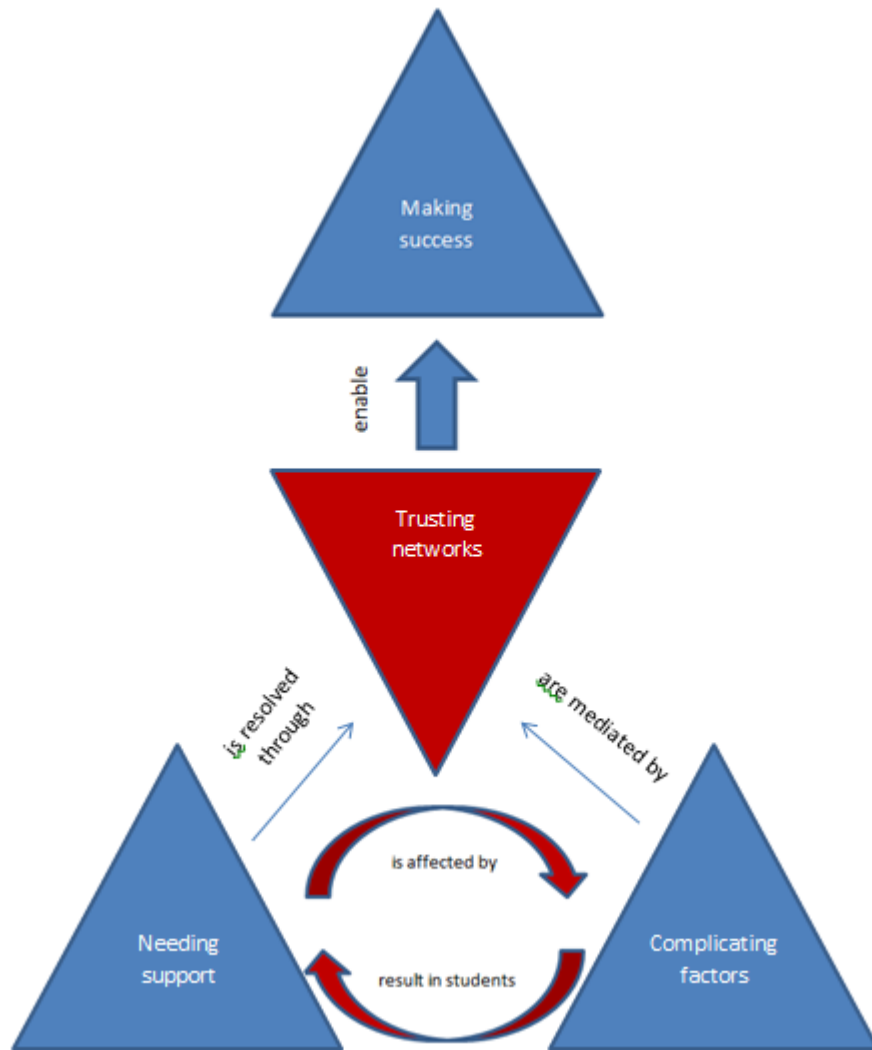 Making
success
enable
Trusting
networks
is resolved
through
are mediated by
is affected by
Needing
support
Complicating
factors
result in students